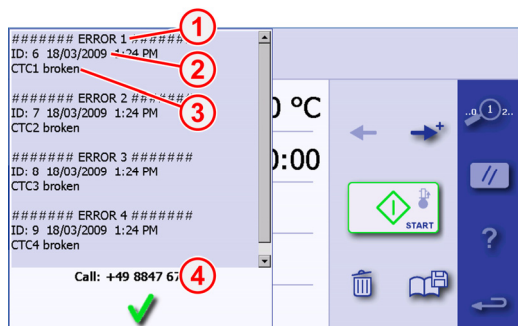 ####### ERROR 1 #######
ID: 6 18/03/2009 1:24 PM
CTC1 broken
####### ERROR 2 #######
ID: 7 18/03/2009 1:24 PM
CTC2 broken
####### ERROR 3 #######
ID: 8 18/03/2009 1:24 PM
CTC3 broken
####### ERROR 4 #######
ID: 9 18/03/2009 1:24 PM
CTC4 broken
Call: +49 8847 67
1
2
3
4
0 °C
0:00
..0 1 2..
START
?